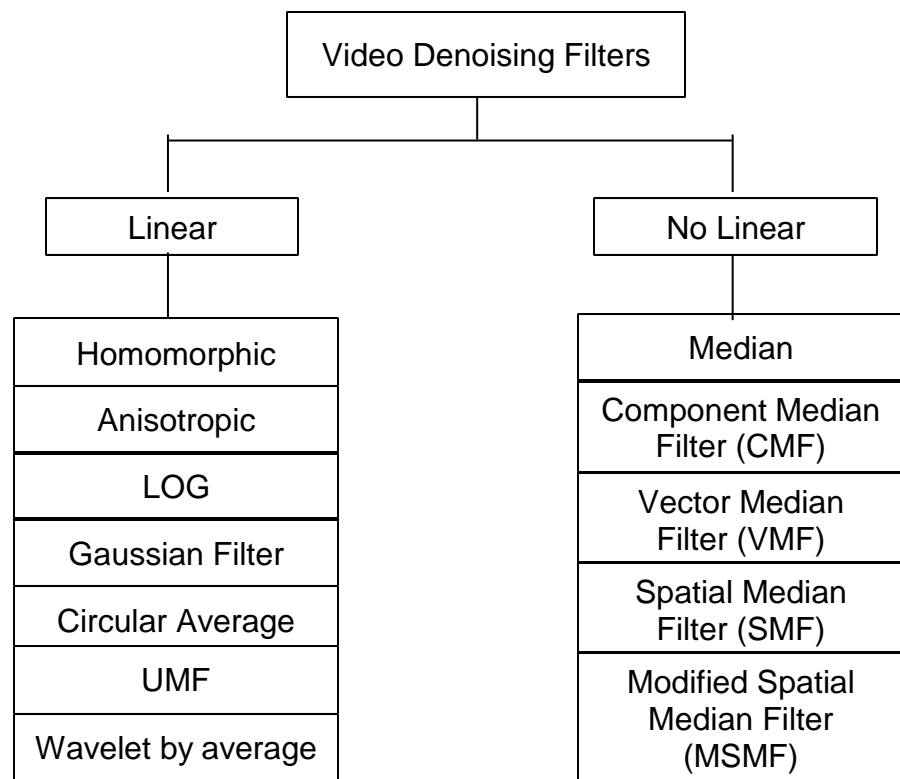 Video Denoising Filters
Linear
No Linear
Homomorphic
Anisotropic
LOG
Gaussian Filter
Circular Average
UMF
Wavelet by average
Median
Component Median
Filter (CMF)
Vector Median
Filter (VMF)
Spatial Median
Filter (SMF)
Modified Spatial
Median Filter
(MSMF)